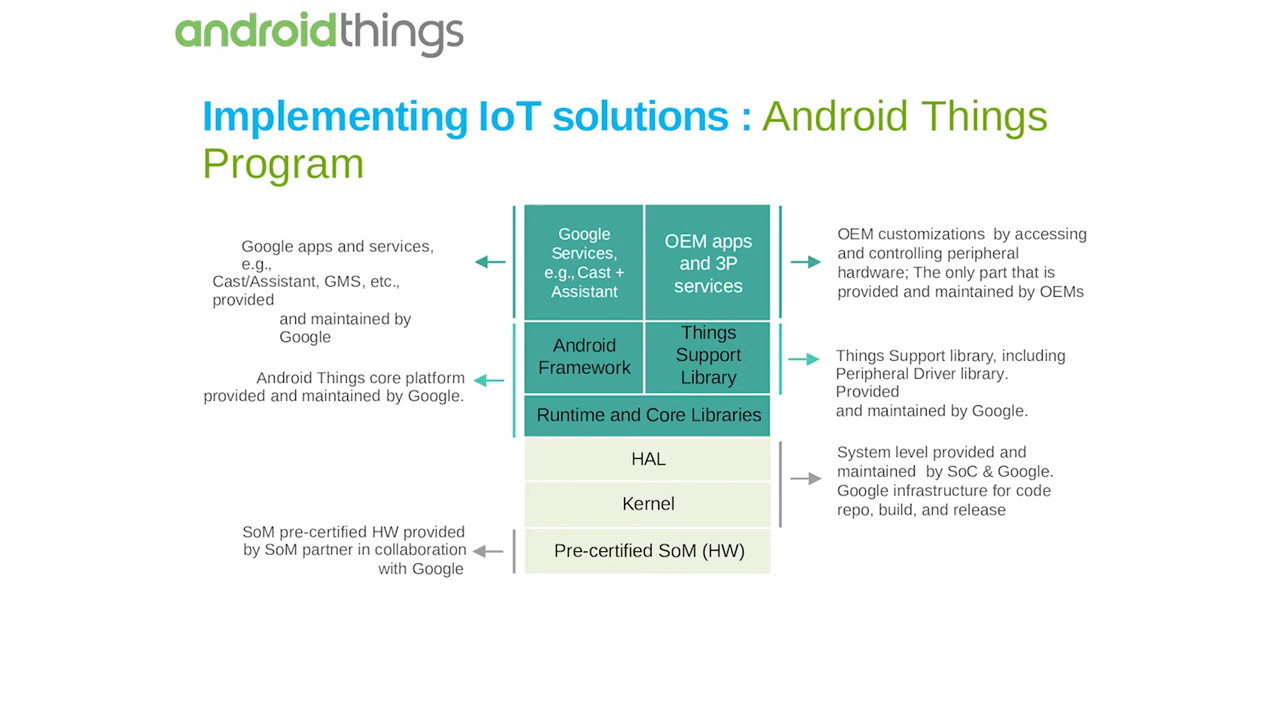 androidthings
Implementing IoT solutions : Android Things
Program
Google apps and services,
e.g.,
Cast/Assistant, GMS, etc.,
provided
and maintained by
Google
Android Things core platform
provided and maintained by Google.
SoM pre-certified HW provided
by SoM partner in collaboration
with Google
Google
Services,
e.g., Cast +
Assistant
OEM apps
and 3P
services
Android
Framework
Things
Support
Library
Runtime and Core Libraries
HAL
Kernel
Pre-certified SoM (HW)
OEM customizations by accessing
and controlling peripheral
hardware; The only part that is
provided and maintained by OEMs
Things Support library, including
Peripheral Driver library.
Provided
and maintained by Google.
System level provided and
maintained by SoC & Google.
Google infrastructure for code
repo, build, and release